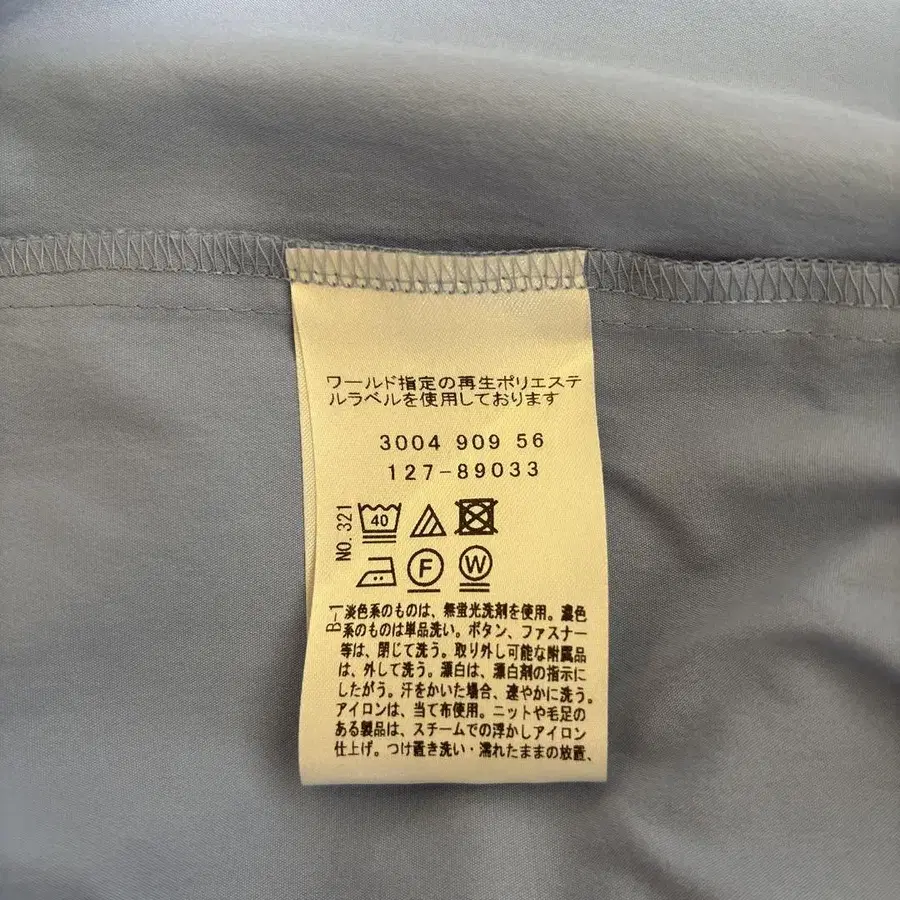 ワールド指定の再生ポリエステ
ルラベルを使用しております
3004 909 56
127-89033
NO. 321
40
F
W
B-1
淡色系のものは、無蛍光洗剤を使用。濃色
系のものは単品洗い。ボタン、ファスナー
等は、閉じて洗う。取り外し可能な附属品
は、外して洗う。漂白は、漂白剤の指示に
したがう。汗をかいた場合、速やかに洗う。
アイロンは、当て布使用。ニットや毛足の
ある製品は、スチームでの浮かしアイロン
仕上げ。つけ置き洗い・濡れたままの放置、